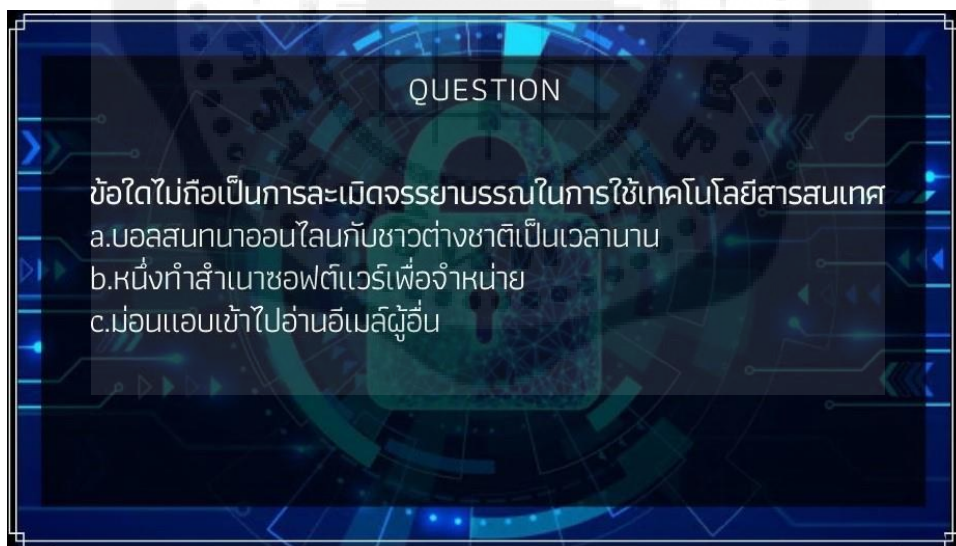 QUESTION
ข้อใดไม่ถือเป็นการละเมิดจรรยาบรรณในการใช้เทคโนโลยีสารสนเทศ
a.บอลสนทนาออนไลน์กับชาวต่างชาติเป็นเวลานาน
b.หนึ่งทำสำเนาซอฟต์แวร์เพื่อจำหน่าย
c.ม่อนแอบเข้าไปอ่านอีเมล์ผู้อื่น